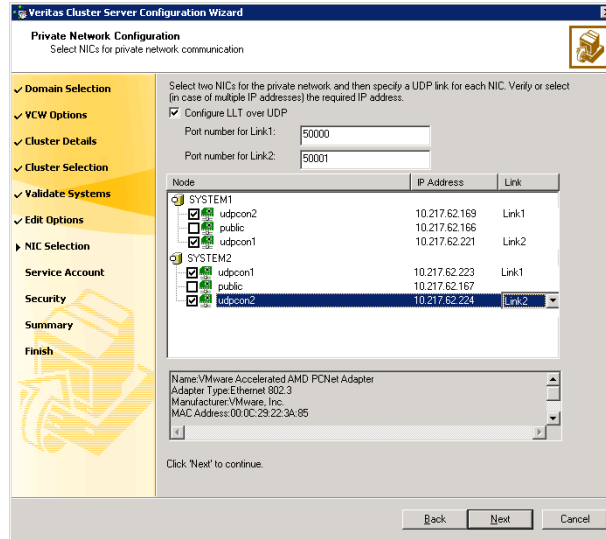 Veritas Cluster Server Configuration Wizard
Private Network Configuration
Select NICs for private network communication
Domain Selection
VCW Options
Cluster Details
Cluster Selection
Validate Systems
Edit Options
NIC Selection
Service Account
Security
Summary
Finish
Select two NICs for the private network and then specify a UDP link for each NIC. Verify or select
(in case of multiple IP addresses) the required IP address.
Configure LLT over UDP
Port number for Link1: 50000
Port number for Link2: 50001
Node IP Address Link
SYSTEM1
udpcon2 10.217.62.169 Link1
public 10.217.62.166
udpcon1 10.217.62.221 Link2
SYSTEM2
udpcon1 10.217.62.223 Link1
public 10.217.62.167
udpcon2 10.217.62.224 Link2
Name:VMware Accelerated AMD PCNet Adapter
Adapter Type:Ethernet 802.3
Manufacturer:VMware, Inc.
MAC Address:00:0C:29:22:3A:85
Click 'Next' to continue.
Back Next Cancel